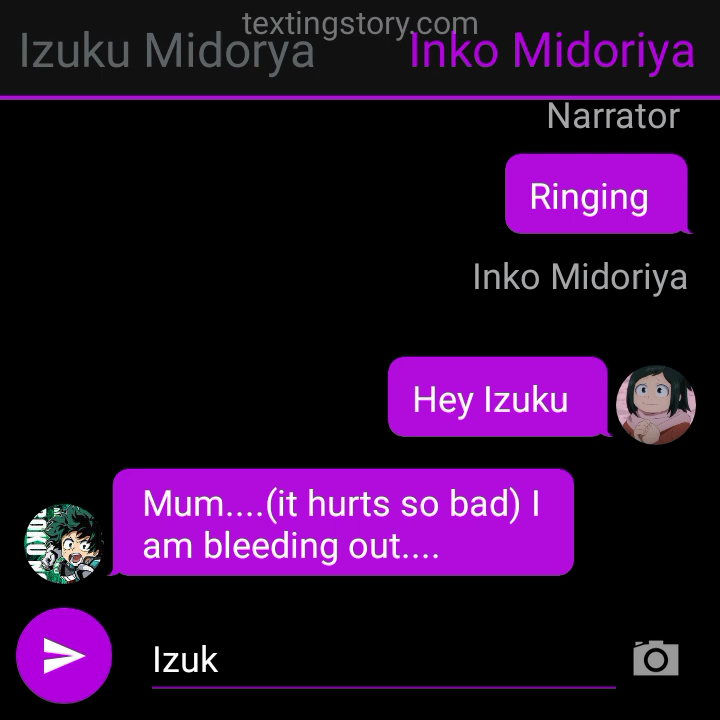 textingstory.com
Izuku Midorya
Inko Midoriya
Narrator
Ringing
Inko Midoriya
Hey Izuku
Mum....(it hurts so bad) I
am bleeding out....
Izuk